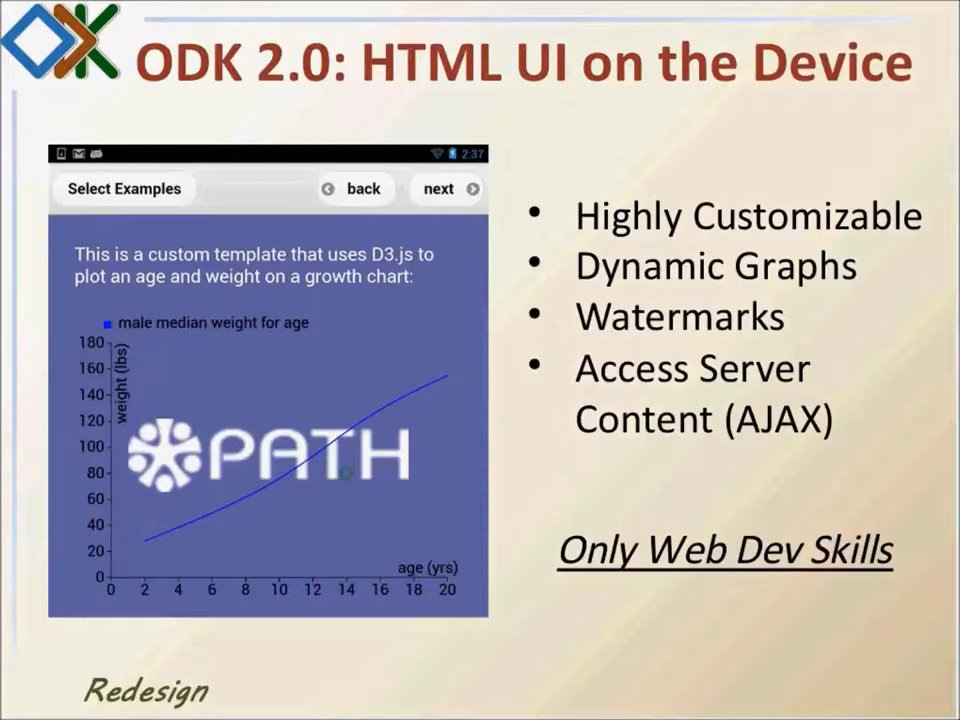 ODK
ODK 2.0: HTML UI on the Device
2:37
Select Examples
back
next
This is a custom template that uses D3.js to
plot an age and weight on a growth chart:
male median weight for age
weight (lbs)
180
160
140
120
100
80
60
40
20
0
PATH
age (yrs)
0 2 4 6 8 10 12 14 16 18 20
• Highly Customizable
• Dynamic Graphs
• Watermarks
• Access Server
Content (AJAX)
Only Web Dev Skills
Redesign